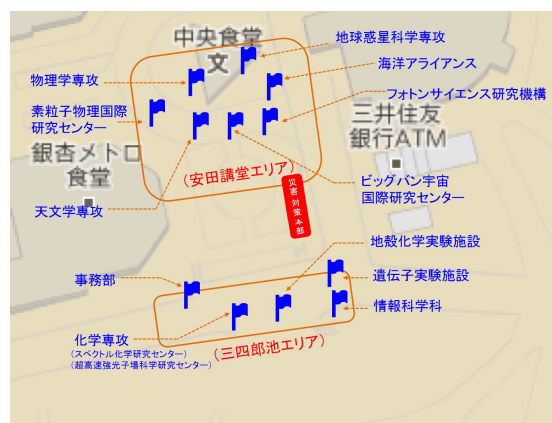 中央食堂
文
地球惑星科学専攻
物理学専攻
海洋アライアンス
フォトンサイエンス研究機構
素粒子物理国際
研究センター
三井住友
銀行ATM
銀杏メトロ
食堂
(安田講堂エリア)
ビッグバン宇宙
国際研究センター
天文学専攻
災害対策本部
地殻化学実験施設
事務部
遺伝子実験施設
情報科学科
化学専攻
(スペクトル化学研究センター)
(超高速強光子場科学研究センター)
(三四郎池エリア)